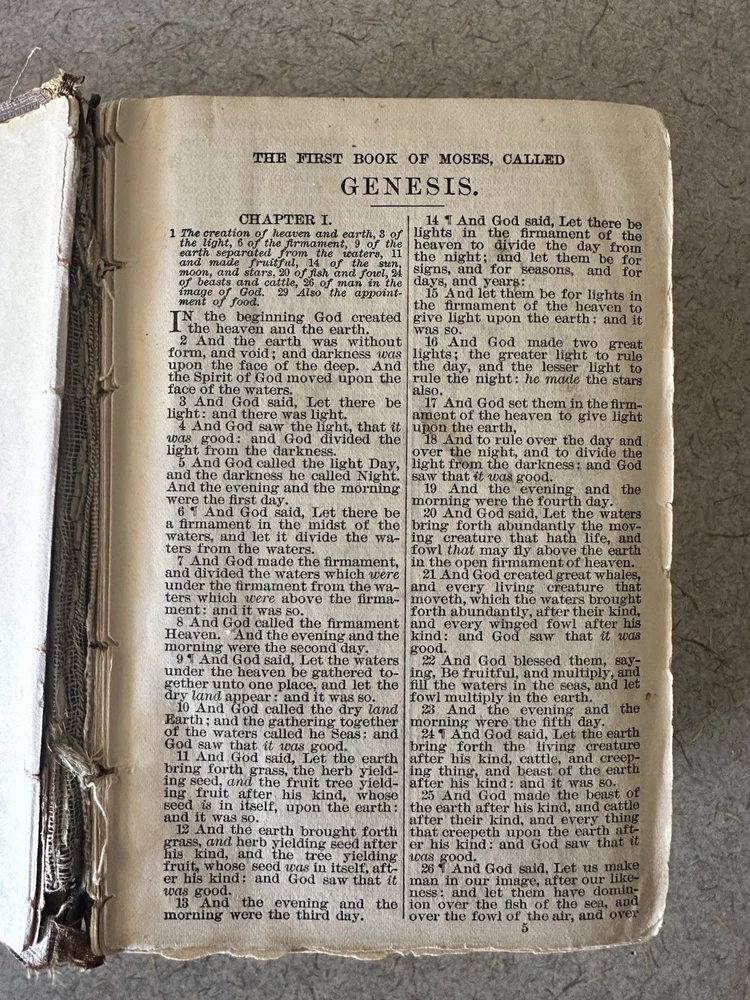 THE FIRST BOOK OF MOSES, CALLED
GENESIS.
CHAPTER I.
1 The creation of heaven and earth, 3 of
the light, 6 of the firmament, 9 of the
earth separated from the waters, 11
and made fruitful, 14 of the sun,
moon, and stars, 20 of fish and fowl, 24
of beasts and cattle, 26 of man in the
image of God. 29 Also the appoint-
ment of food.
IN the beginning God created
the heaven and the earth.
2 And the earth was without
form, and void; and darkness was
upon the face of the deep. And
the Spirit of God moved upon the
face of the waters.
3 And God said, Let there be
light: and there was light.
4 And God saw the light, that it
was good: and God divided the
light from the darkness.
5 And God called the light Day,
and the darkness he called Night.
And the evening and the morning
were the first day.
6 ¶ And God said, Let there be
a firmament in the midst of the
waters, and let it divide the wa-
ters from the waters.
7 And God made the firmament,
and divided the waters which were
under the firmament from the wa-
ters which were above the firma-
ment: and it was so.
8 And God called the firmament
Heaven. And the evening and the
morning were the second day.
9 ¶ And God said, Let the waters
under the heaven be gathered to-
gether unto one place, and let the
dry land appear: and it was so.
10 And God called the dry land
Earth; and the gathering together
of the waters called he Seas: and
God saw that it was good.
11 And God said, Let the earth
bring forth grass, the herb yield-
ing seed, and the fruit tree yield-
ing fruit after his kind, whose
seed is in itself, upon the earth:
and it was so.
12 And the earth brought forth
grass, and herb yielding seed after
his kind, and the tree yielding
fruit, whose seed was in itself, aft-
er his kind: and God saw that it
was good.
13 And the evening and the
morning were the third day.
14 ¶ And God said, Let there be
lights in the firmament of the
heaven to divide the day from
the night; and let them be for
signs, and for seasons, and for
days, and years:
15 And let them be for lights in
the firmament of the heaven to
give light upon the earth: and it
was so.
16 And God made two great
lights; the greater light to rule
the day, and the lesser light to
rule the night: he made the stars
also.
17 And God set them in the firm-
ament of the heaven to give light
upon the earth,
18 And to rule over the day and
over the night, and to divide the
light from the darkness: and God
saw that it was good.
19 And the evening and the
morning were the fourth day.
20 And God said, Let the waters
bring forth abundantly the mov-
ing creature that hath life, and
fowl that may fly above the earth
in the open firmament of heaven.
21 And God created great whales,
and every living creature that
moveth, which the waters brought
forth abundantly, after their kind,
and every winged fowl after his
kind: and God saw that it was
good.
22 And God blessed them, say-
ing, Be fruitful, and multiply, and
fill the waters in the seas, and let
fowl multiply in the earth.
23 And the evening and the
morning were the fifth day.
24 ¶ And God said, Let the earth
bring forth the living creature
after his kind, cattle, and creep-
ing thing, and beast of the earth
after his kind: and it was so.
25 And God made the beast of
the earth after his kind, and cattle
after their kind, and every thing
that creepeth upon the earth aft-
er his kind: and God saw that it
was good.
26 ¶ And God said, Let us make
man in our image, after our like-
ness: and let them have domin-
ion over the fish of the sea, and
over the fowl of the air, and over
5